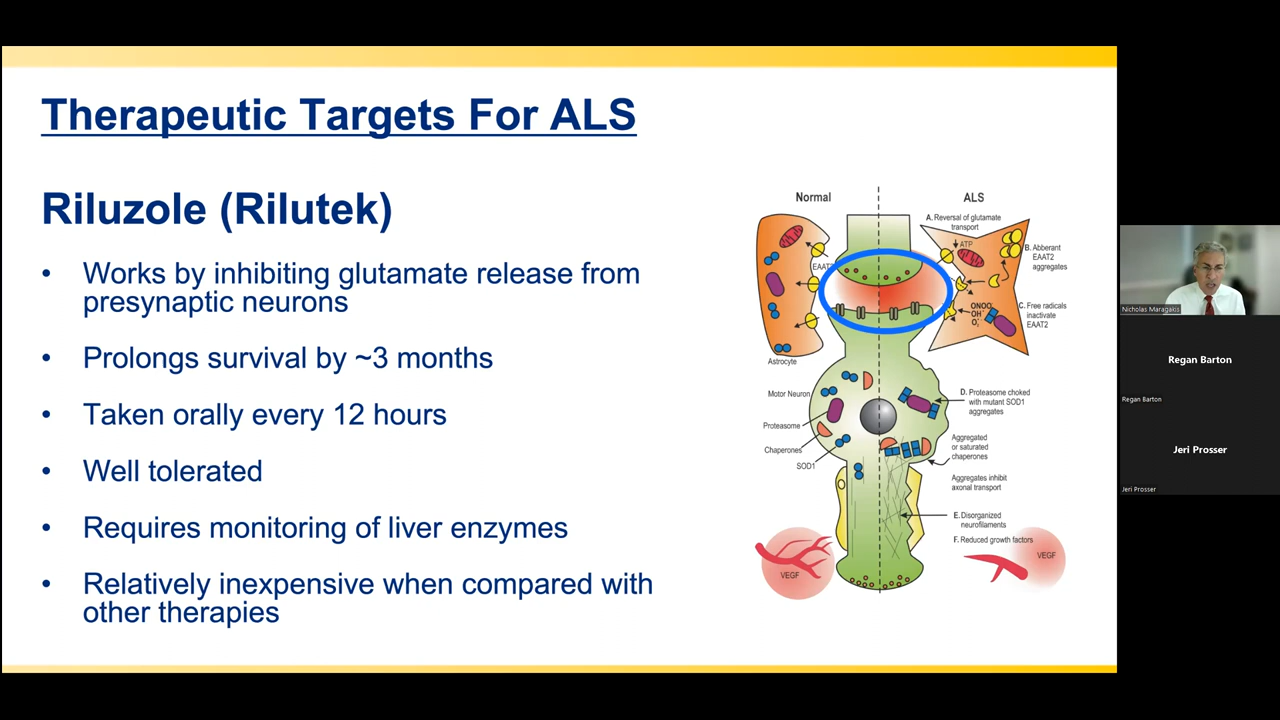 Therapeutic Targets For ALS
Riluzole (Rilutek)
• Works by inhibiting glutamate release from
presynaptic neurons
• Prolongs survival by ~3 months
• Taken orally every 12 hours
• Well tolerated
• Requires monitoring of liver enzymes
• Relatively inexpensive when compared with
other therapies
Normal
ALS
A. Reversal of glutamate
transport
ATP
B. Abberant
EAAT2
aggregates
EAAT2
C. Free radicals
inactivate
EAAT2
ONOO
OH
O
Astrocyte
Motor Neuron
Proteasome
Chaperones
SOD1
D. Proteasome choked
with mutant SOD1
aggregates
Aggregated
or saturated
chaperones
Aggregates inhibit
axonal transport
E. Disorganized
neurofilaments
F. Reduced growth factors
VEGF
VEGF
Nicholas Maragakis
Regan Barton
Regan Barton
Jeri Prosser
Jeri Prosser